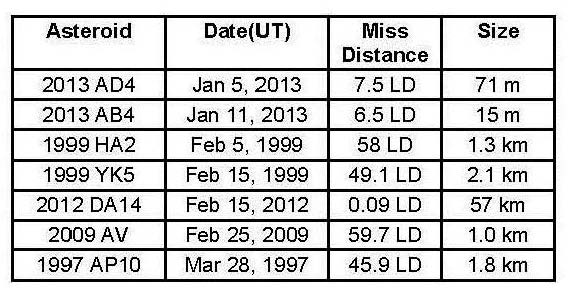 Asteroid Date(UT) Miss Distance Size
2013 AD4 Jan 5, 2013 7.5 LD 71 m
2013 AB4 Jan 11, 2013 6.5 LD 15 m
1999 HA2 Feb 5, 1999 58 LD 1.3 km
1999 YK5 Feb 15, 1999 49.1 LD 2.1 km
2012 DA14 Feb 15, 2012 0.09 LD 57 km
2009 AV Feb 25, 2009 59.7 LD 1.0 km
1997 AP10 Mar 28, 1997 45.9 LD 1.8 km